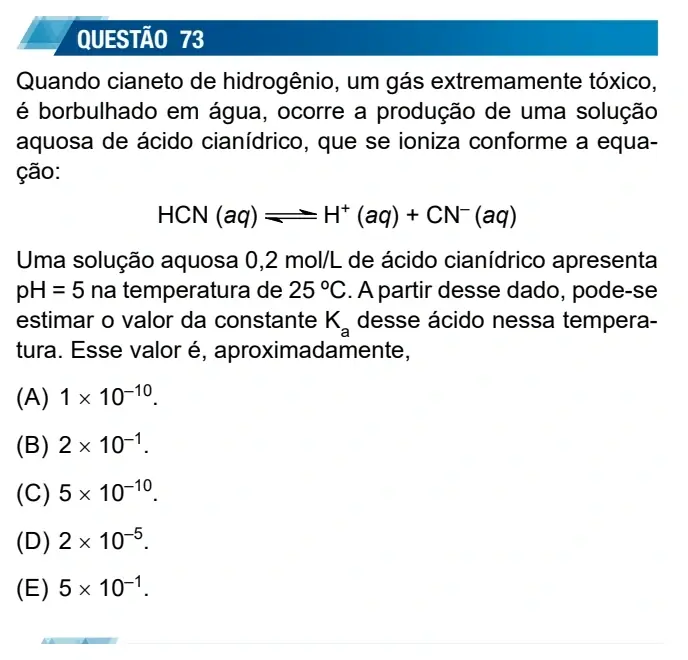 QUESTÃO 73
Quando cianeto de hidrogênio, um gás extremamente tóxico,
é borbulhado em água, ocorre a produção de uma solução
aquosa de ácido cianídrico, que se ioniza conforme a equa-
ção:
HCN (aq) ⇌ H⁺ (aq) + CN⁻ (aq)
Uma solução aquosa 0,2 mol/L de ácido cianídrico apresenta
pH = 5 na temperatura de 25 ºC. A partir desse dado, pode-se
estimar o valor da constante Kₐ desse ácido nessa tempera-
tura. Esse valor é, aproximadamente,
(A) 1 × 10⁻¹⁰.
(B) 2 × 10⁻¹.
(C) 5 × 10⁻¹⁰.
(D) 2 × 10⁻⁵.
(E) 5 × 10⁻¹.